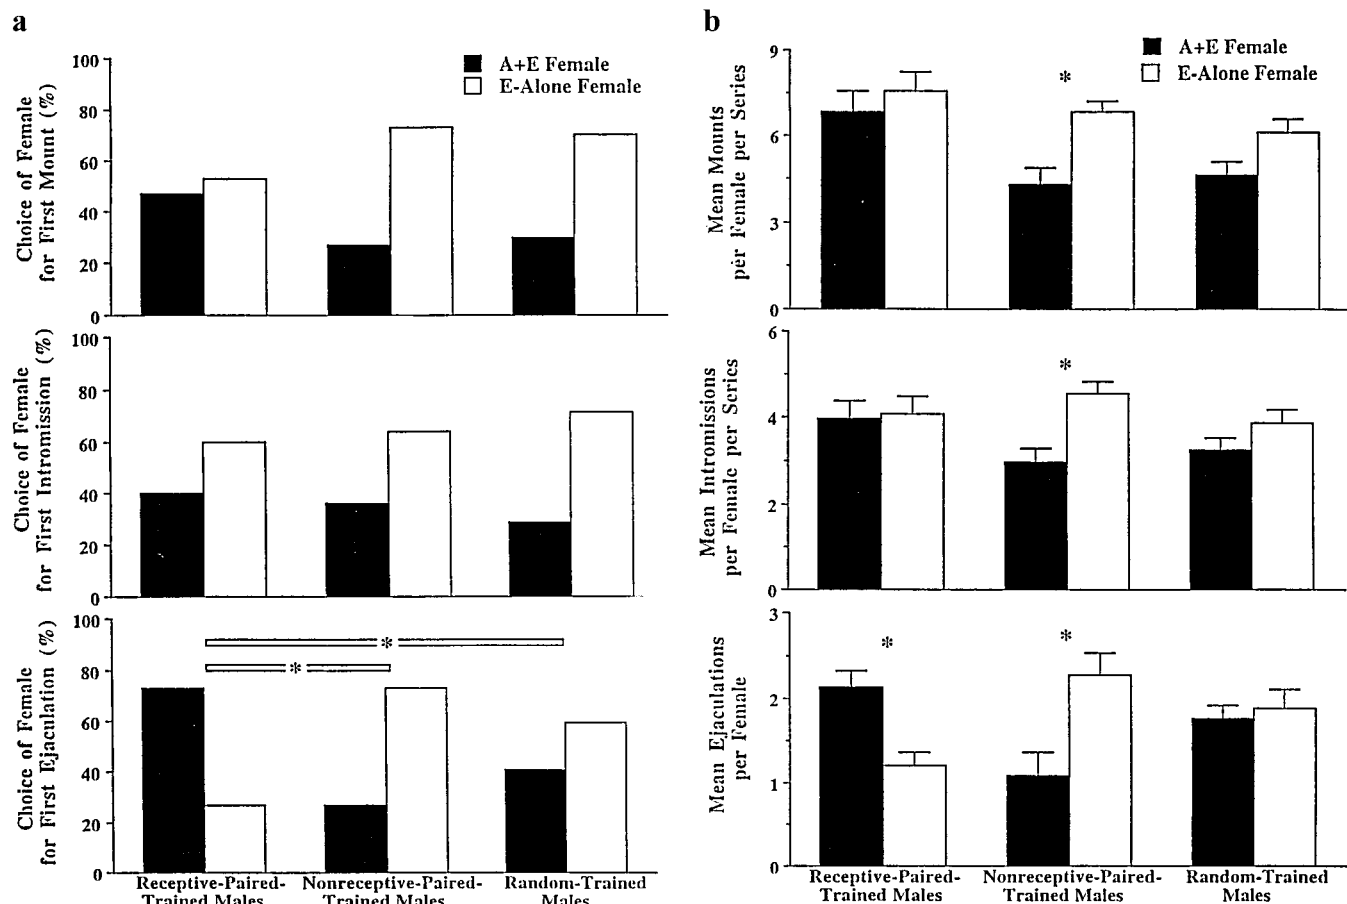 a
100
80
60
40
20
0
Choice of Female
for First Mount (%)
A+E Female
E-Alone Female
100
80
60
40
20
0
Choice of Female
for First Intromission (%)
100
80
60
40
20
0
Choice of Female
for First Ejaculation (%)
*
*
Receptive-Paired-
Trained Males
Nonreceptive-Paired-
Trained Males
Random-Trained
Males
b
9
6
3
0
Mean Mounts
per Female per Series
A+E Female
E-Alone Female
*
6
4
2
0
Mean Intromissions
per Female per Series
*
3
2
1
0
Mean Ejaculations
per Female
*
*
Receptive-Paired-
Trained Males
Nonreceptive-Paired-
Trained Males
Random-Trained
Males